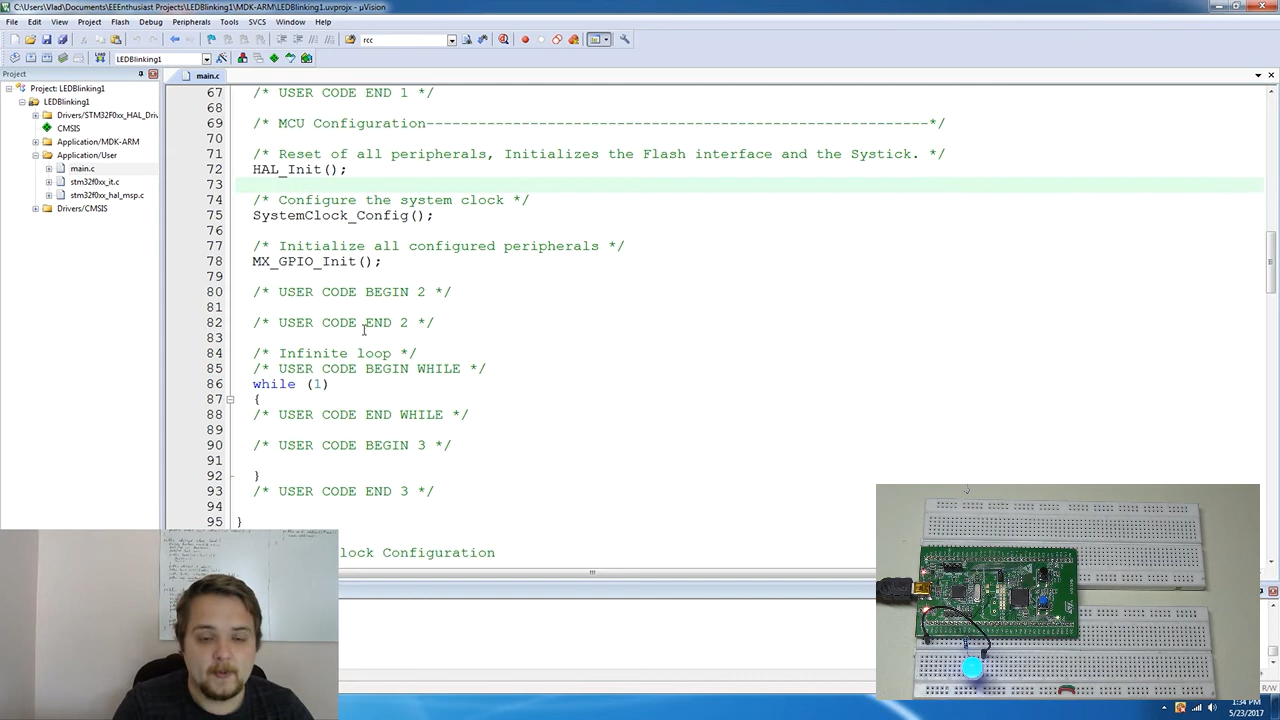 C:\Users\Vlad\Documents\EEEnthusiast Projects\LEDBlinking1\MDK-ARM\LEDBlinking1.uvprojx - µVision
File Edit View Project Flash Debug Peripherals Tools SVCS Window Help
rcc
LEDBlinking1
Project
main.c
Project: LEDBlinking1
LEDBlinking1
Drivers/STM32F0xx_HAL_Driv
CMSIS
Application/MDK-ARM
Application/User
main.c
stm32f0xx_it.c
stm32f0xx_hal_msp.c
Drivers/CMSIS
67 /* USER CODE END 1 */
68
69 /* MCU Configuration----------------------------------------------------------*/
70
71 /* Reset of all peripherals, Initializes the Flash interface and the Systick. */
72 HAL_Init();
73
74 /* Configure the system clock */
75 SystemClock_Config();
76
77 /* Initialize all configured peripherals */
78 MX_GPIO_Init();
79
80 /* USER CODE BEGIN 2 */
81
82 /* USER CODE END 2 */
83
84 /* Infinite loop */
85 /* USER CODE BEGIN WHILE */
86 while (1)
87 {
88 /* USER CODE END WHILE */
89
90 /* USER CODE BEGIN 3 */
91
92 }
93 /* USER CODE END 3 */
94
95 }
Configuration
R/W
1:34 PM
5/23/2017